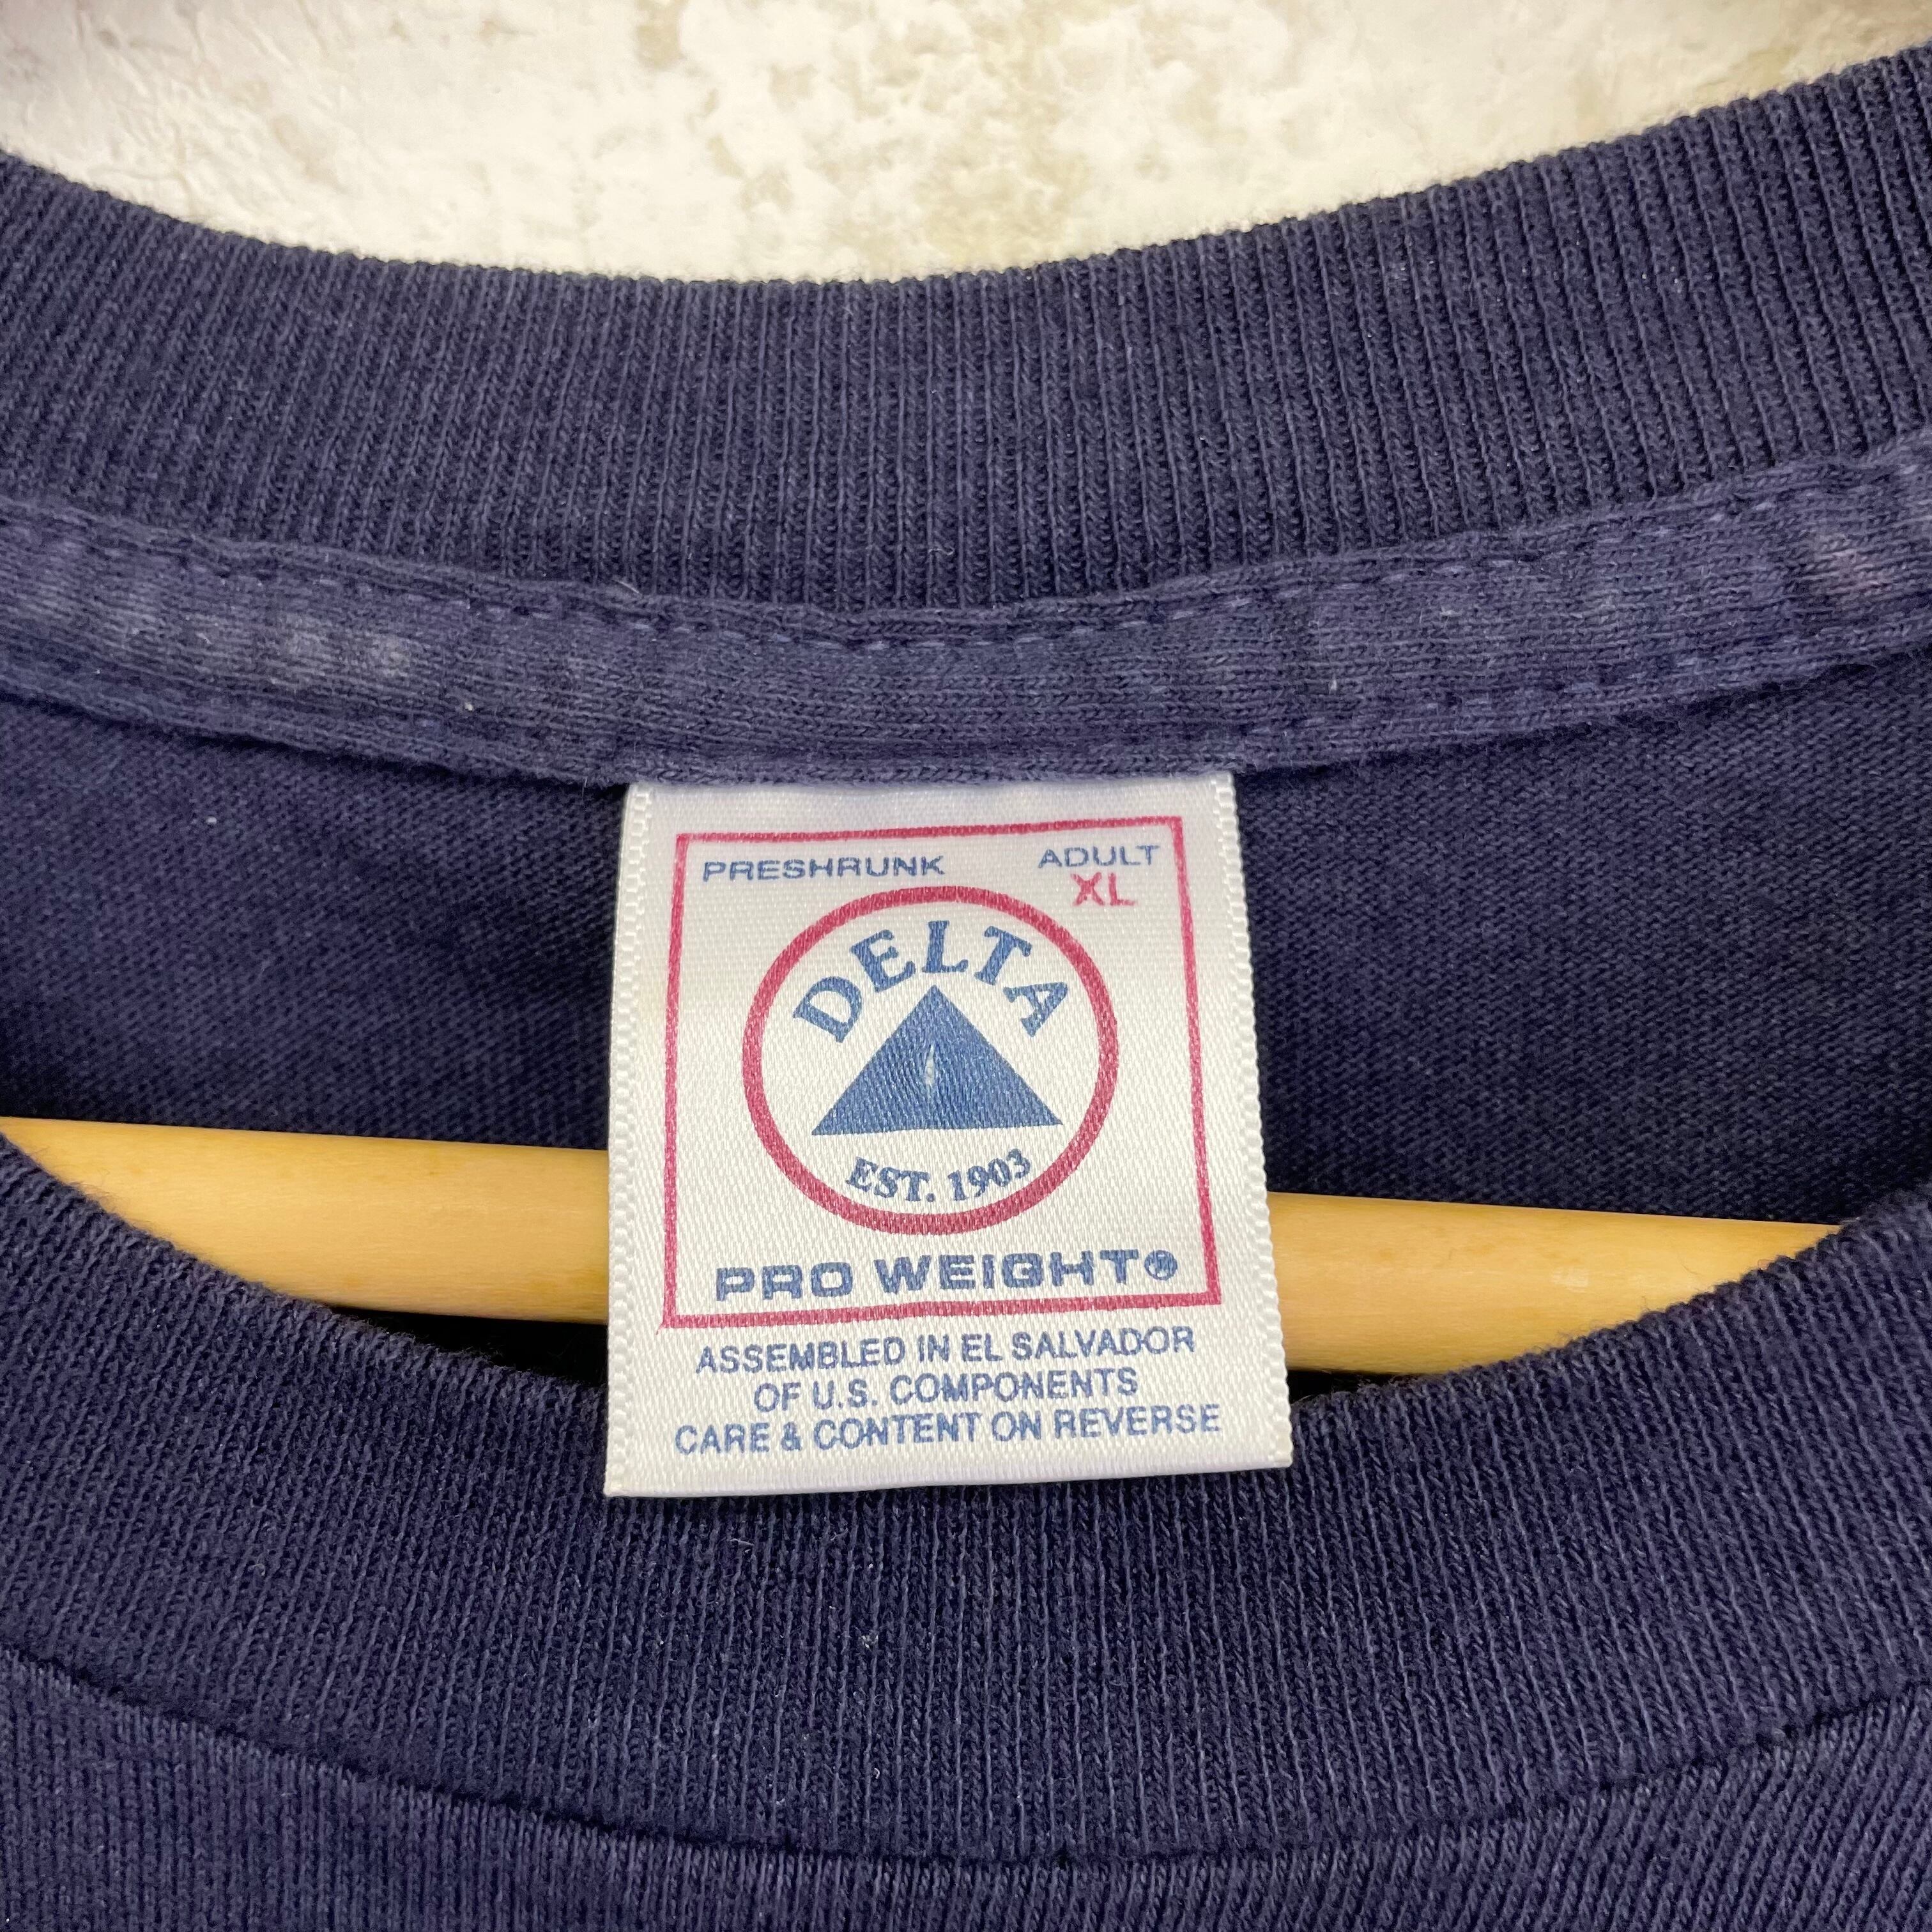 PRESHRUNK ADULT
XL
DELTA
EST. 1903
PRO WEIGHT
ASSEMBLED IN EL SALVADOR
OF U.S. COMPONENTS
CARE & CONTENT ON REVERSE